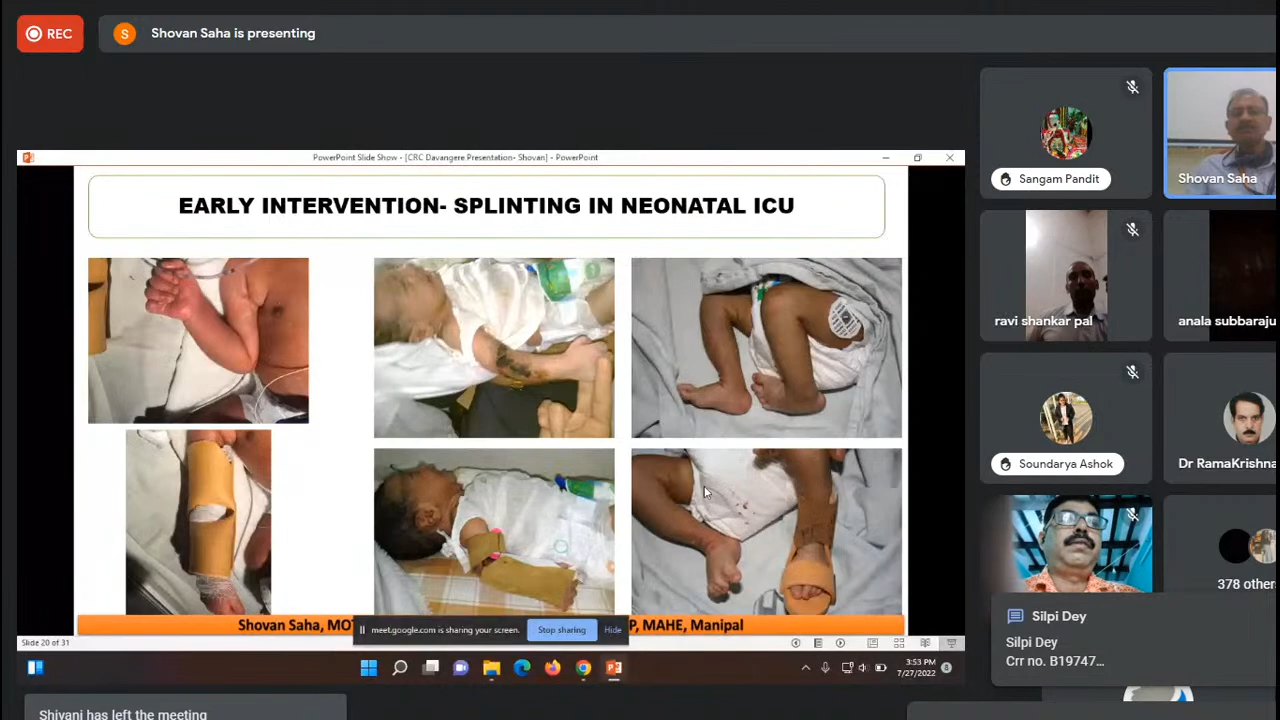 REC
S
Shovan Saha is presenting
PowerPoint Slide Show - [CRC Davangere Presentation- Shovan] - PowerPoint
EARLY INTERVENTION- SPLINTING IN NEONATAL ICU
Shovan Saha, MOT
P, MAHE, Manipal
meet.google.com is sharing your screen.
Stop sharing
Hide
Slide 20 of 31
3:53 PM
7/27/2022
Shivani has left the meeting
Sangam Pandit
Shovan Saha
ravi shankar pal
anala subbaraju
Soundarya Ashok
Dr RamaKrishna
378 other
Silpi Dey
Silpi Dey
Crr no. B19747...